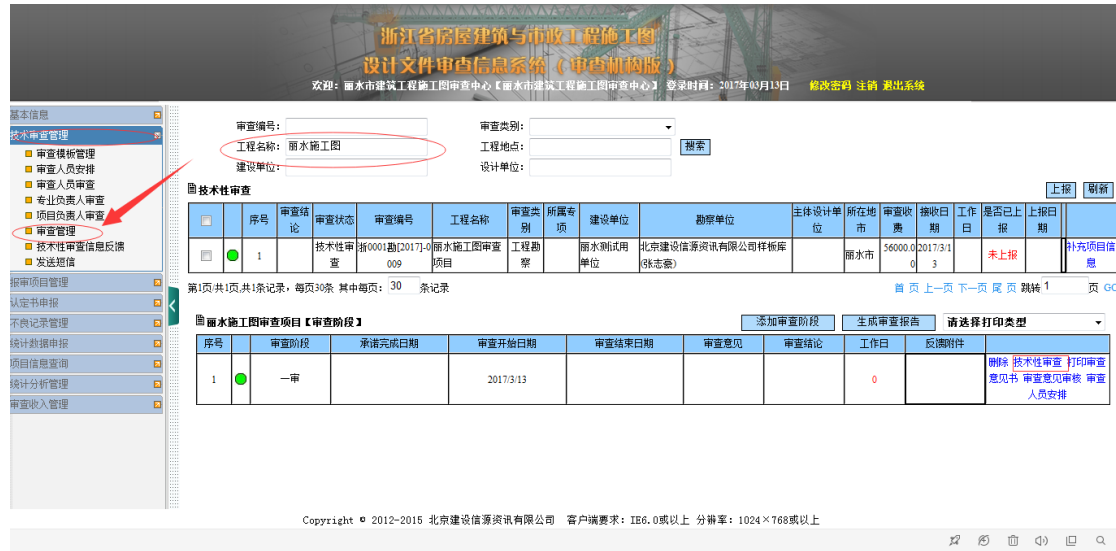 浙江省房屋建筑与市政工程施工图
设计文件审查信息系统（审查机构版）
欢迎：丽水市建筑工程施工图审查中心【丽水市建筑工程施工图审查中心】 登录时间：2017年03月13日 修改密码 注销 退出系统
基本信息
技术审查管理
审查模板管理
审查人员安排
审查人员审查
专业负责人审查
项目负责人审查
审查管理
技术性审查信息反馈
发送短信
报审项目管理
认定书申报
不良记录管理
统计数据申报
项目信息查询
统计分析管理
审查收入管理
审查编号： 审查类别：
工程名称： 丽水施工图 工程地点： 搜索
建设单位： 设计单位：
技术性审查 上报 刷新
序号 审查结论 审查状态 审查编号 工程名称 审查类别 所属专项 建设单位 勘察单位 主体设计单位 所在地市 审查收费 接收日期 工作日 是否已上报 上报日期
1 技术性审查 浙0001勘[2017]-0009 丽水施工图审查项目 工程勘察 丽水测试用单位 北京建设信源资讯有限公司样板库(张志豪) 丽水市 56000.00 2017/3/13 未上报 补充项目信息
第1页/共1页,共1条记录，每页30条 其中每页： 30 条记录 首 页 上一页 下一页 尾 页 跳转 1 页 GO
丽水施工图审查项目【审查阶段】 添加审查阶段 生成审查报告 请选择打印类型
序号 审查阶段 承诺完成日期 审查开始日期 审查结束日期 审查意见 审查结论 工作日 反馈附件
1 一审 2017/3/13 0 删除 技术性审查 打印审查意见书 审查意见审核 审查人员安排
Copyright © 2012-2015 北京建设信源资讯有限公司 客户端要求：IE6.0或以上 分辨率：1024×768或以上